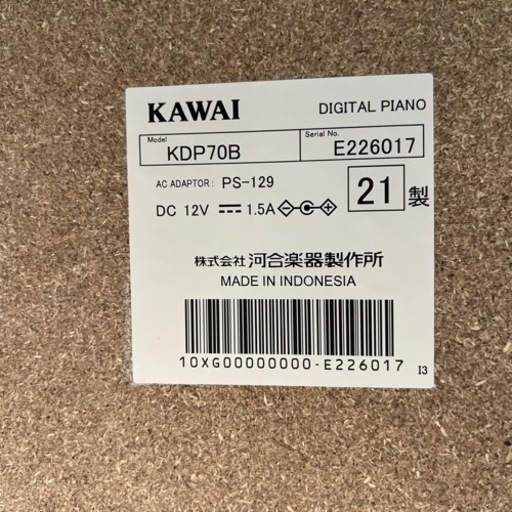 KAWAI DIGITAL PIANO
Model KDP70B Serial No. E226017
AC ADAPTOR: PS-129
DC 12V 1.5A 21 製
株式会社 河合楽器製作所
MADE IN INDONESIA
10XG00000000-E226017
I3